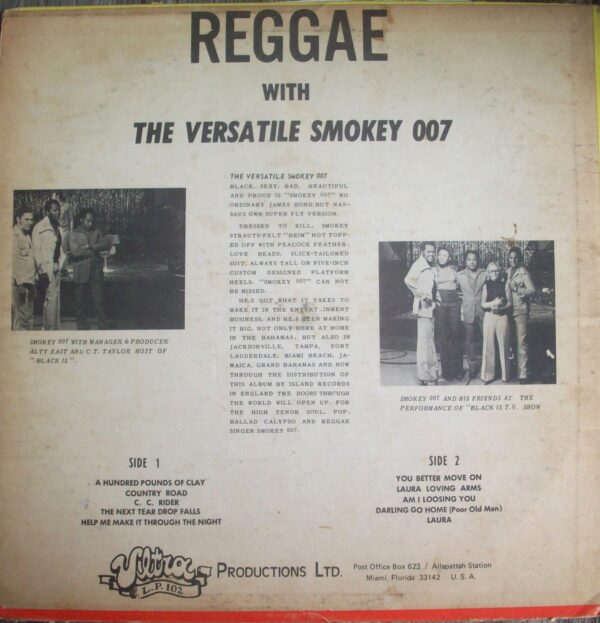 REGGAE
WITH
THE VERSATILE SMOKEY 007
THE VERSATILE SMOKEY 007
BLACK, SEXY, BAD, BEAUTIFUL
AND PROUD IS "SMOKEY 007" NO
ORDINARY JAMES BOND, BUT NAS-
SAUS OWN SUPER FLY VERSION.
DRESSED TO KILL, SMOKEY
STRAUTS-FELT "BRIM" HOT TOPP-
ED OFF WITH PEACOCK FEATHER,
LOVE BEADS, SLICE-TAILORED
SUIT, ALWAYS TALL ON FIVE-INCH
CUSTOM DESIGNED PLATFORM
HEELS, "SMOKEY 007" CAN NOT
BE MISSED.
HE,S GOT WHAT IT TAKES TO
MAKE IT IN THE ENTERT INMENT
BUSINESS, AND HE,S BEEN MAKING
IT BIG, NOT ONLY HERE AT HOME
IN THE BAHAMAS, BUT ALSO IN
JACKSONVILLE, TAMPA, FORT
LAUDERDALE, MIAMI BEACH, JA-
MAICA, GRAND BAHAMAS AND NOW
THROUGH THE DISTRIBUTION OF
THIS ALBUM BY ISLAND RECORDS
IN ENGLAND THE DOORS THROUGH
THE WORLD WILL OPEN UP, FOR
THE HIGH TENOR SOUL, POP,
BALLAD CALYPSO AND REGGAE
SINGER SMOKEY 007.
SMOKEY 007 WITH MANAGER & PRODUCER
ALTY EAST AND C.T. TAYLOR HOST OF
"-BLACK IS".
SMOKEY 007 AND HIS FRIENDS AT THE
PERFORMANCE OF "BLACK IS T.V. SHOW
SIDE 1
A HUNDRED POUNDS OF CLAY
COUNTRY ROAD
C. C. RIDER
THE NEXT TEAR DROP FALLS
HELP ME MAKE IT THROUGH THE NIGHT
SIDE 2
YOU BETTER MOVE ON
LAURA LOVING ARMS
AM I LOOSING YOU
DARLING GO HOME (Poor Old Man)
LAURA
Ultra
L.P. 102
PRODUCTIONS LTD.
Post Office Box 623 / Allapattah Station
Miami, Florida 33142 U. S. A.